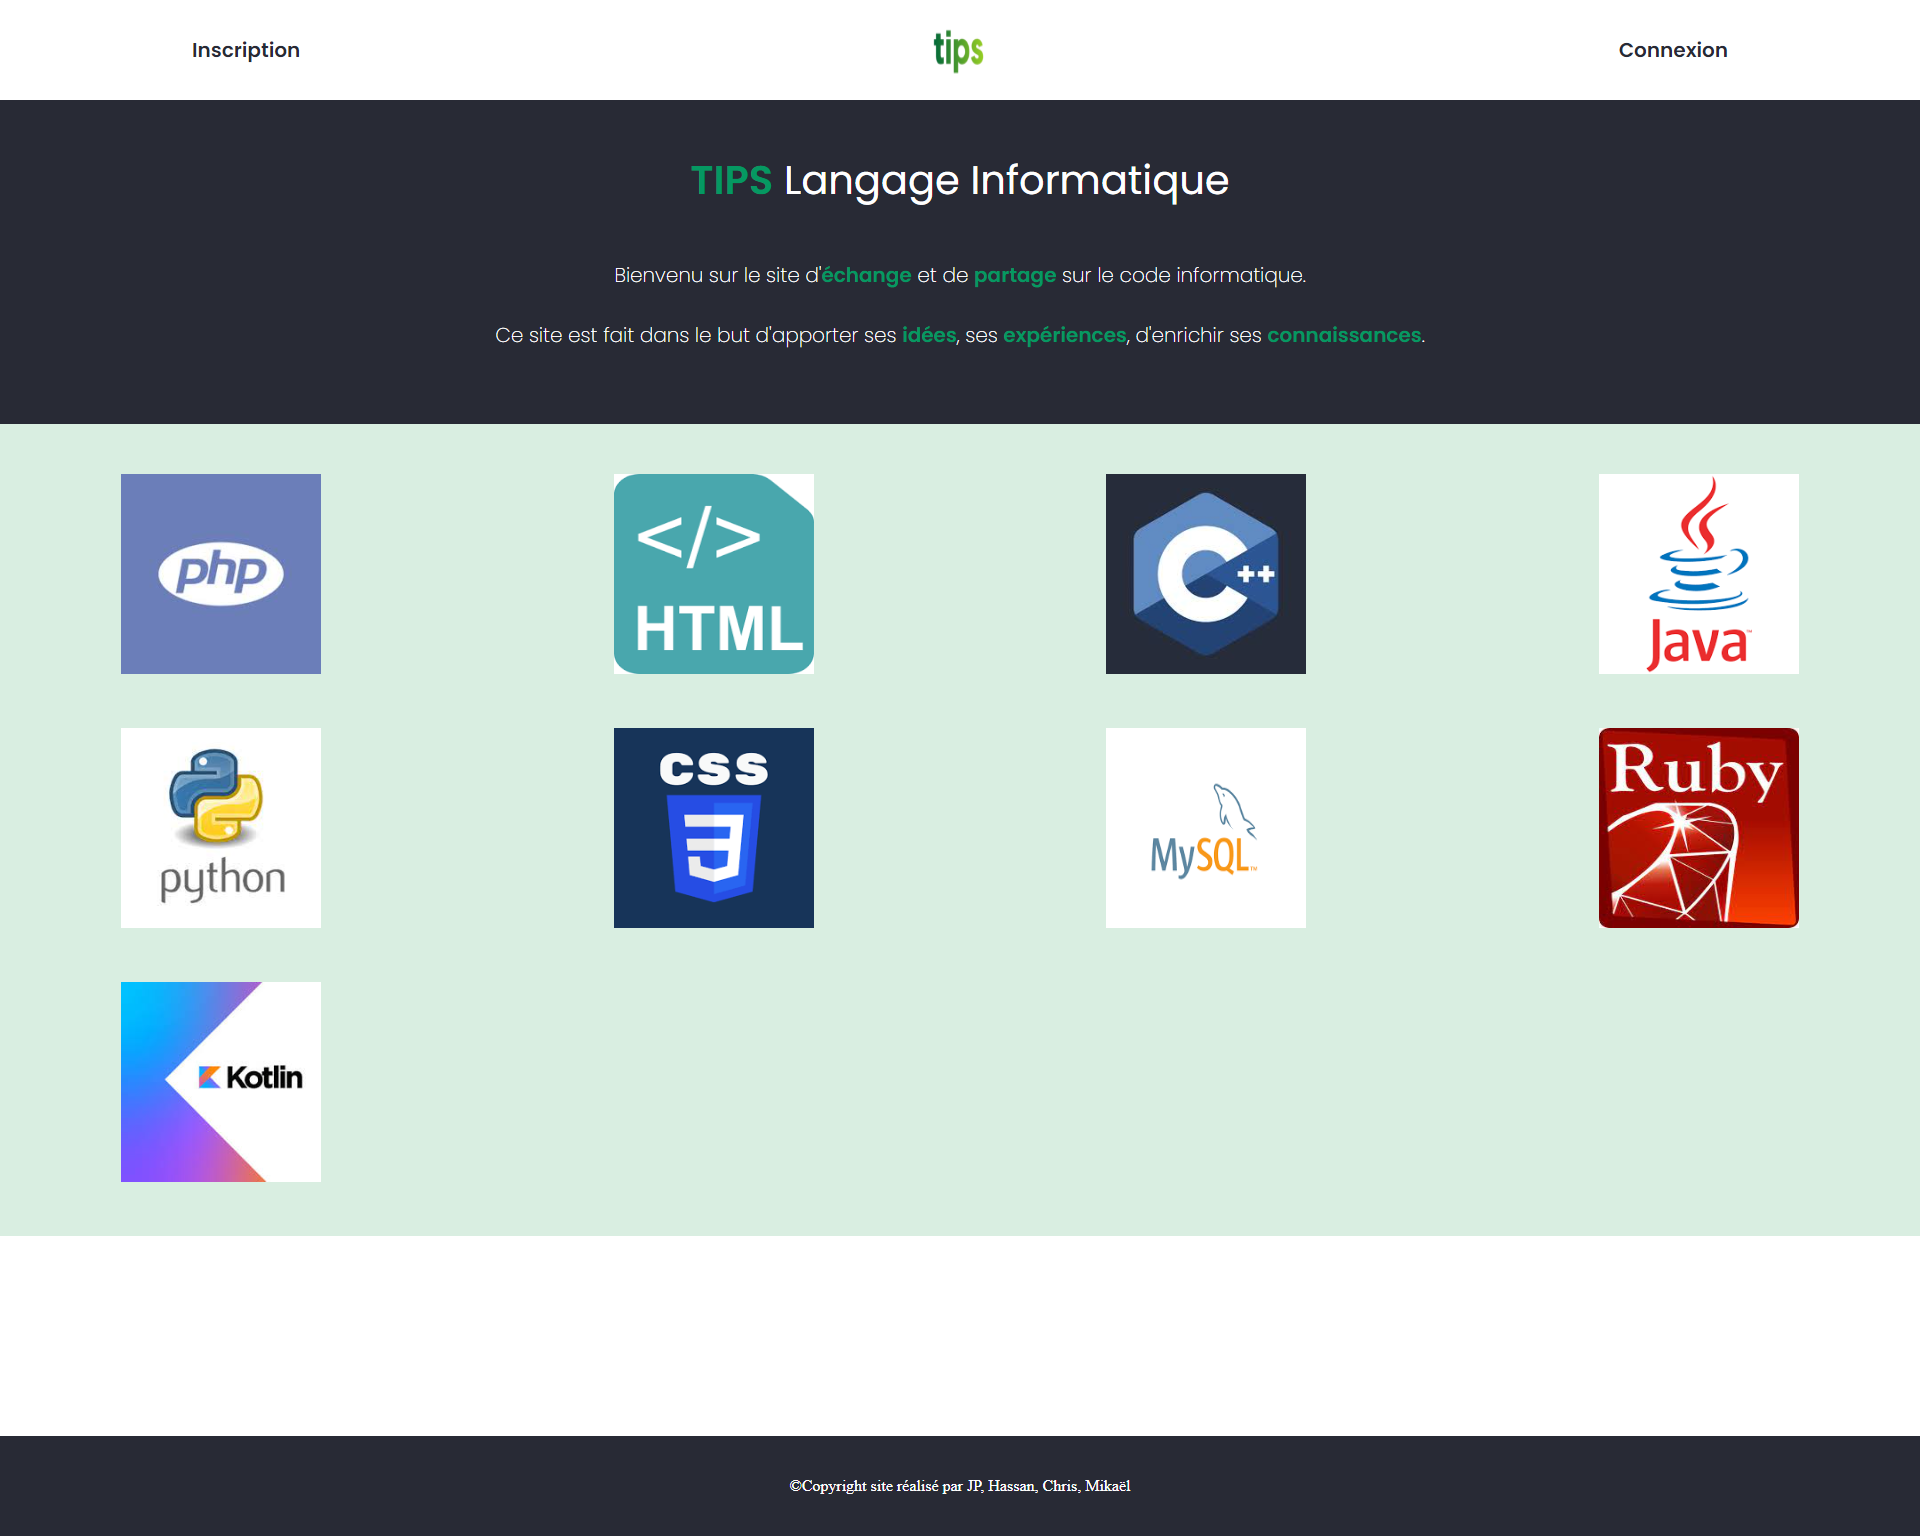 Inscription
tips
Connexion
TIPS Langage Informatique
Bienvenu sur le site d'échange et de partage sur le code informatique.
Ce site est fait dans le but d'apporter ses idées, ses expériences, d'enrichir ses connaissances.
php
</>
HTML
C++
Java™
python
CSS
3
MySQL™
Ruby
Kotlin
©Copyright site réalisé par JP, Hassan, Chris, Mikaël